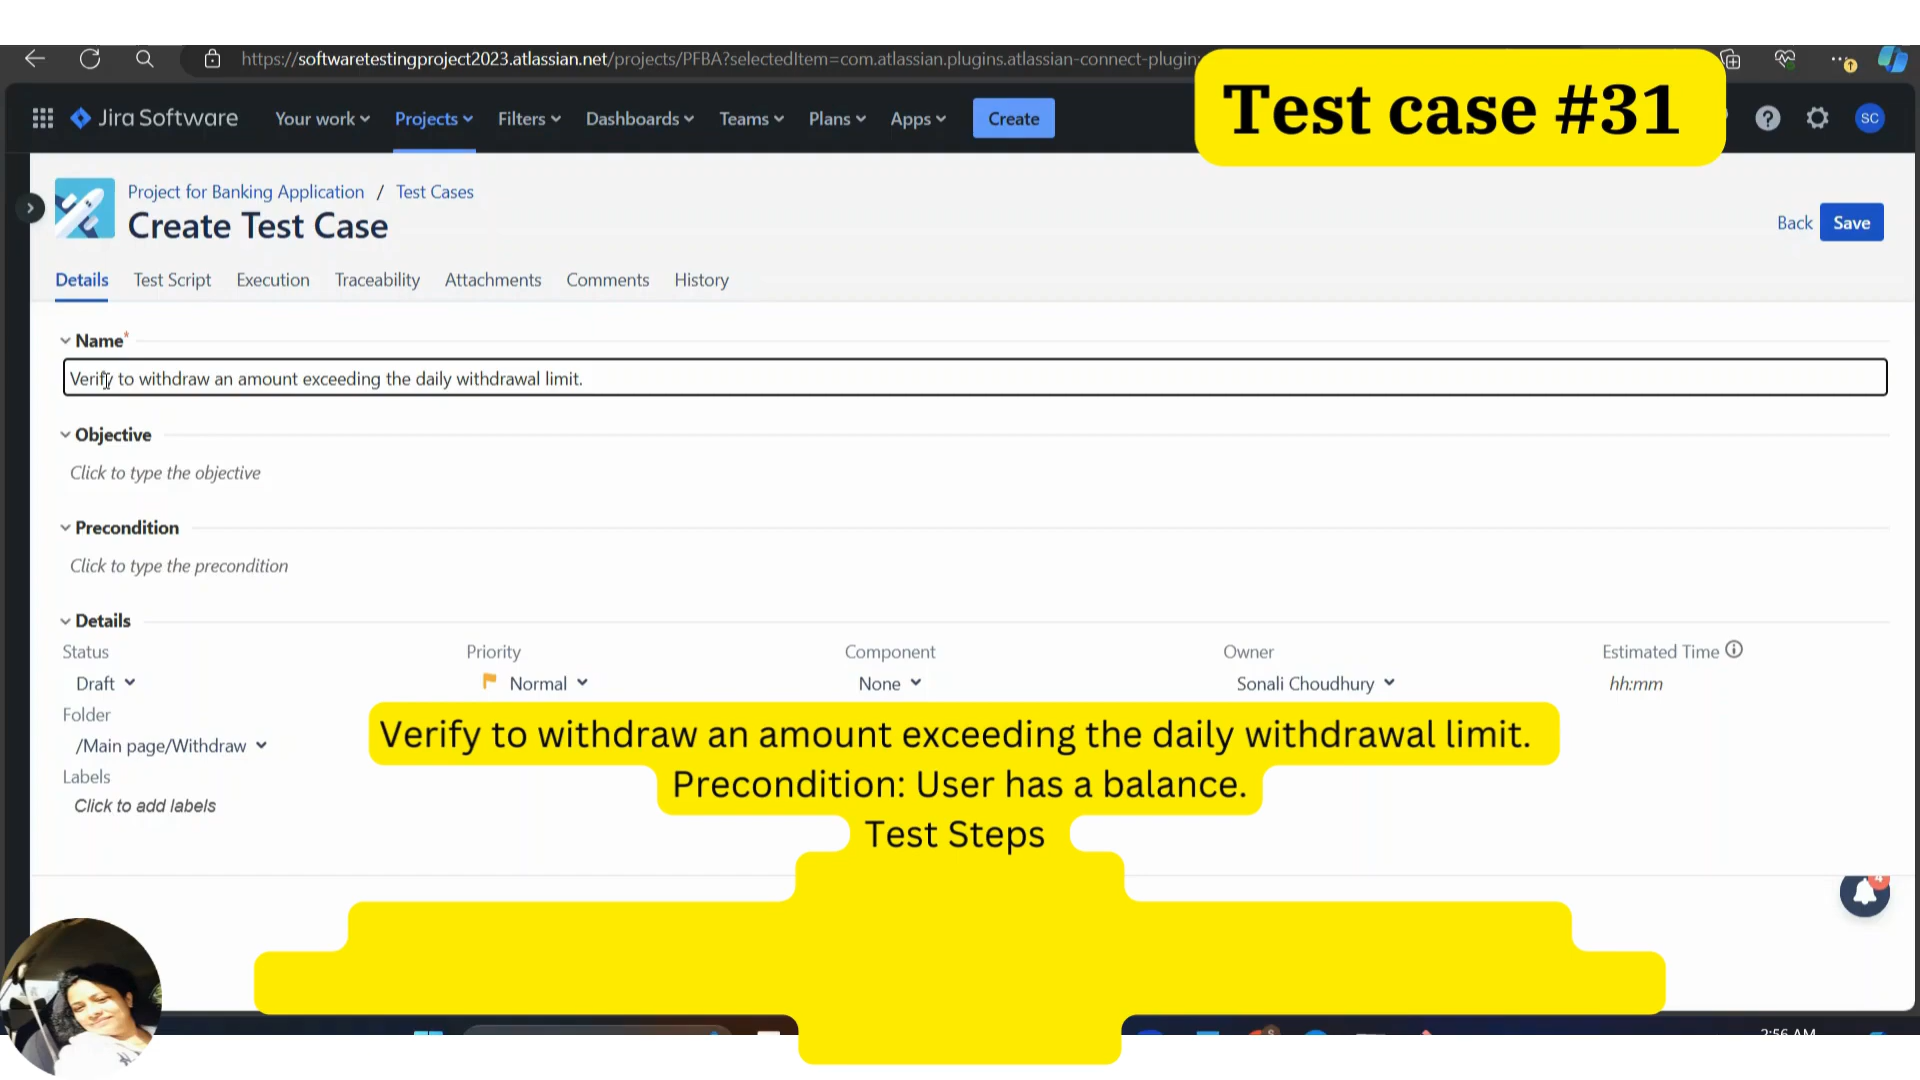 https://softwaretestingproject2023.atlassian.net/projects/PFBA?selectedItem=com.atlassian.plugins.atlassian-connect-plugin:
Test case #31
Jira Software
Your work
Projects
Filters
Dashboards
Teams
Plans
Apps
Create
SC
Project for Banking Application / Test Cases
Create Test Case
Back
Save
Details
Test Script
Execution
Traceability
Attachments
Comments
History
Name*
Verify to withdraw an amount exceeding the daily withdrawal limit.
Objective
Click to type the objective
Precondition
Click to type the precondition
Details
Status
Priority
Component
Owner
Estimated Time
Draft
Normal
None
Sonali Choudhury
hh:mm
Folder
/Main page/Withdraw
Labels
Click to add labels
Verify to withdraw an amount exceeding the daily withdrawal limit.
Precondition: User has a balance.
Test Steps
4
2:56 AM